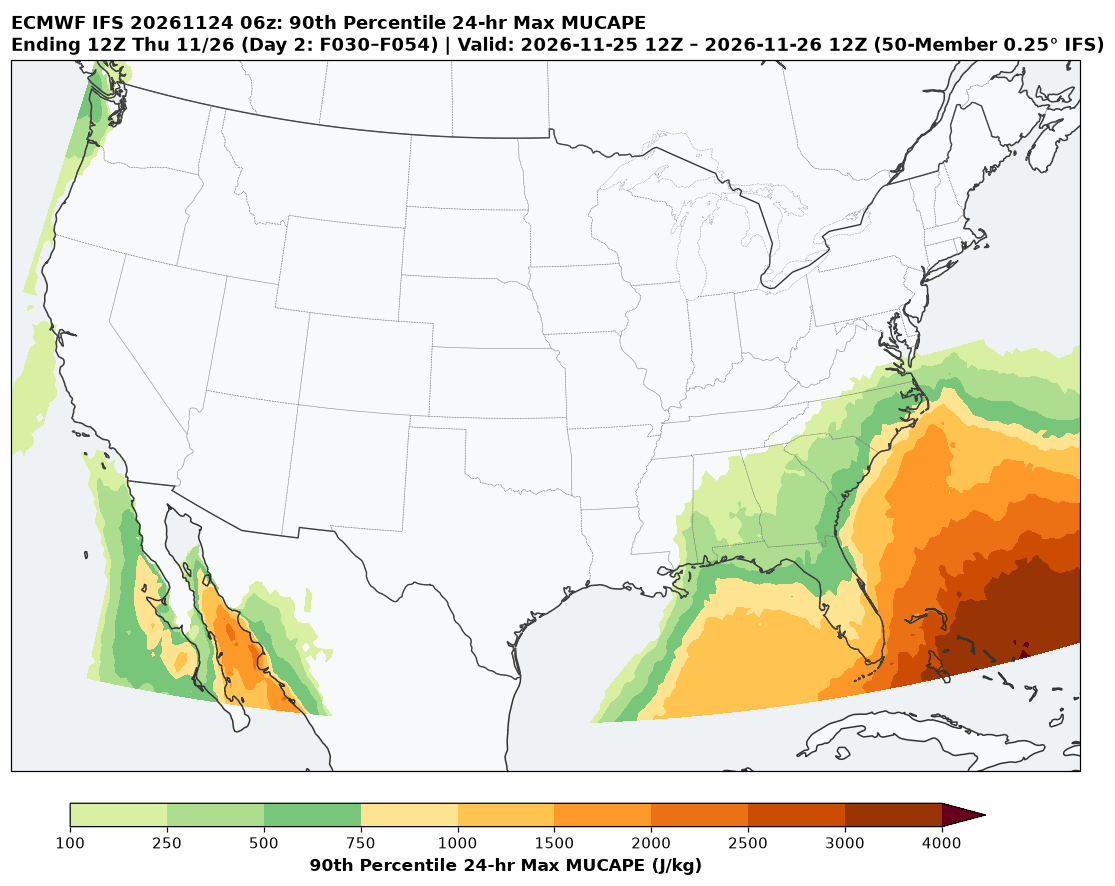 ECMWF IFS 20261124 06z: 90th Percentile 24-hr Max MUCAPE
Ending 12Z Thu 11/26 (Day 2: F030–F054) | Valid: 2026-11-25 12Z – 2026-11-26 12Z (50-Member 0.25° IFS)
100 250 500 750 1000 1500 2000 2500 3000 4000
90th Percentile 24-hr Max MUCAPE (J/kg)